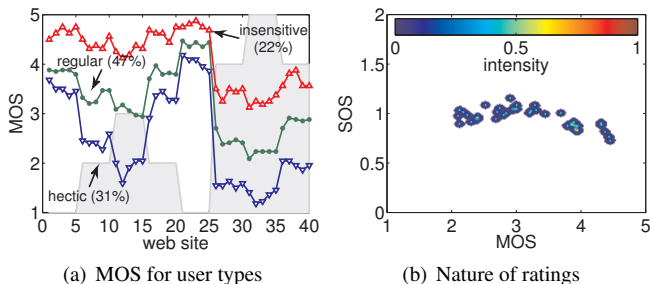 5
4
3
2
1
MOS
0 5 10 15 20 25 30 35 40
web site
regular (47%)
insensitive
(22%)
hectic (31%)
(a) MOS for user types
0 0.5 1
intensity
2
1.5
1
0.5
0
SOS
1 2 3 4 5
MOS
(b) Nature of ratings